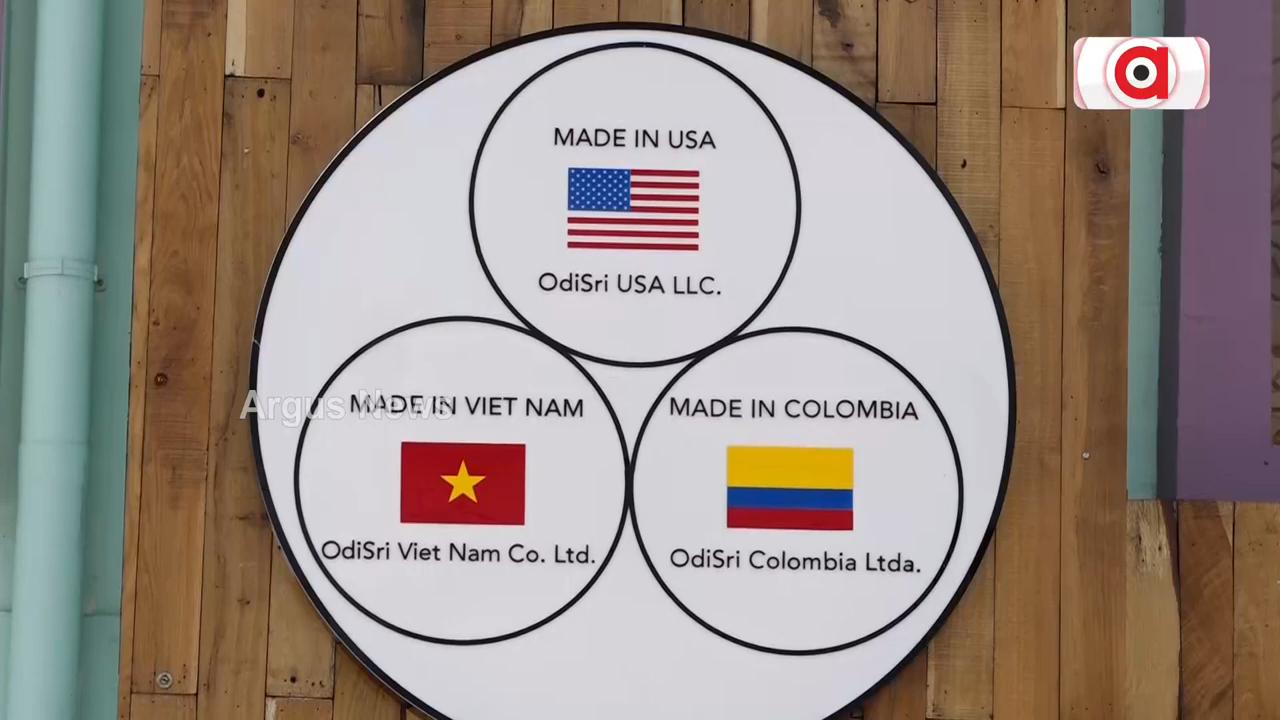 MADE IN USA
OdiSri USA LLC.
MADE IN VIET NAM
OdiSri Viet Nam Co. Ltd.
MADE IN COLOMBIA
OdiSri Colombia Ltda.
Argus News
a